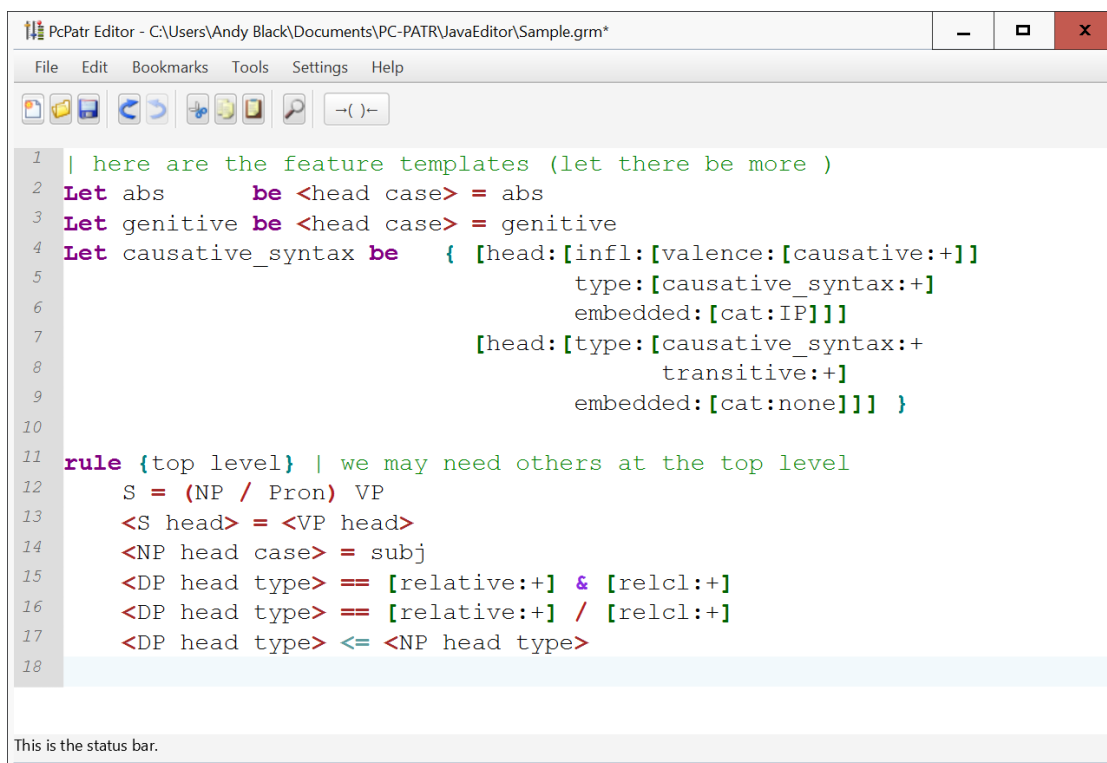 PcPatr Editor - C:\Users\Andy Black\Documents\PC-PATR\JavaEditor\Sample.grm*
File Edit Bookmarks Tools Settings Help
→( )←
1 | here are the feature templates (let there be more )
2 Let abs      be <head case> = abs
3 Let genitive be <head case> = genitive
4 Let causative_syntax be   { [head:[infl:[valence:[causative:+]]
5                                   type:[causative_syntax:+]
6                                   embedded:[cat:IP]]]
7                            [head:[type:[causative_syntax:+
8                                         transitive:+]
9                                   embedded:[cat:none]]] }
10
11 rule {top level} | we may need others at the top level
12     S = (NP / Pron) VP
13     <S head> = <VP head>
14     <NP head case> = subj
15     <DP head type> == [relative:+] & [relcl:+]
16     <DP head type> == [relative:+] / [relcl:+]
17     <DP head type> <= <NP head type>
18
This is the status bar.